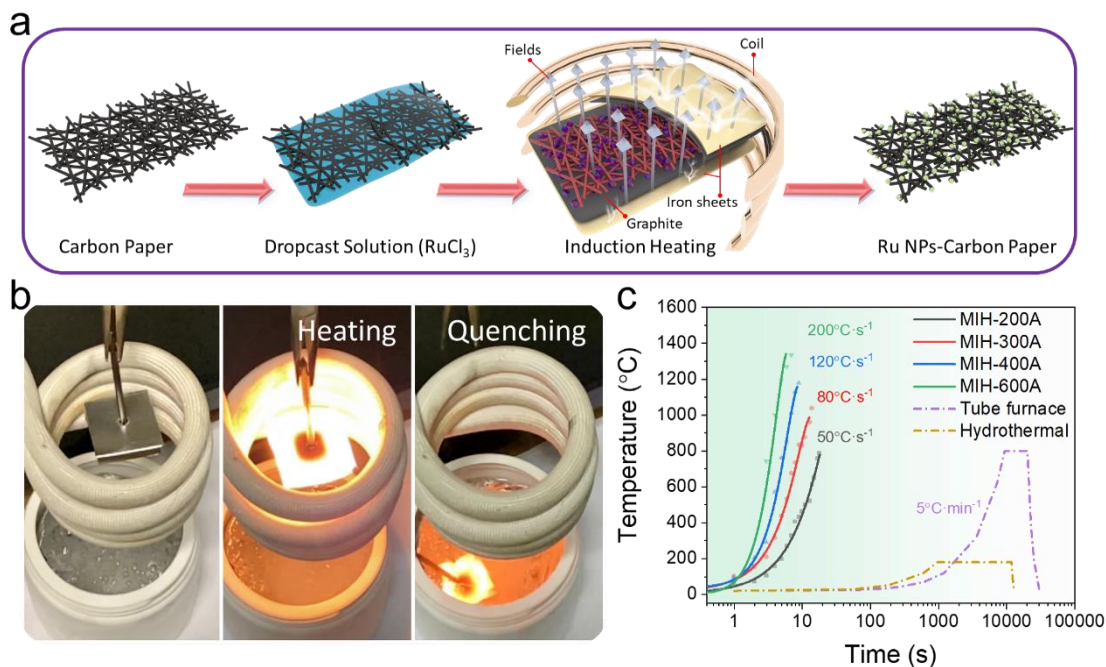 a
Fields
Coil
Iron sheets
Graphite
Carbon Paper
Dropcast Solution (RuCl₃)
Induction Heating
Ru NPs-Carbon Paper
b
Heating
Quenching
c
1600
1400
1200
1000
800
600
400
200
0
Temperature (°C)
200°C·s⁻¹
120°C·s⁻¹
80°C·s⁻¹
50°C·s⁻¹
5°C·min⁻¹
MIH-200A
MIH-300A
MIH-400A
MIH-600A
Tube furnace
Hydrothermal
1
10
100
1000
10000
100000
Time (s)